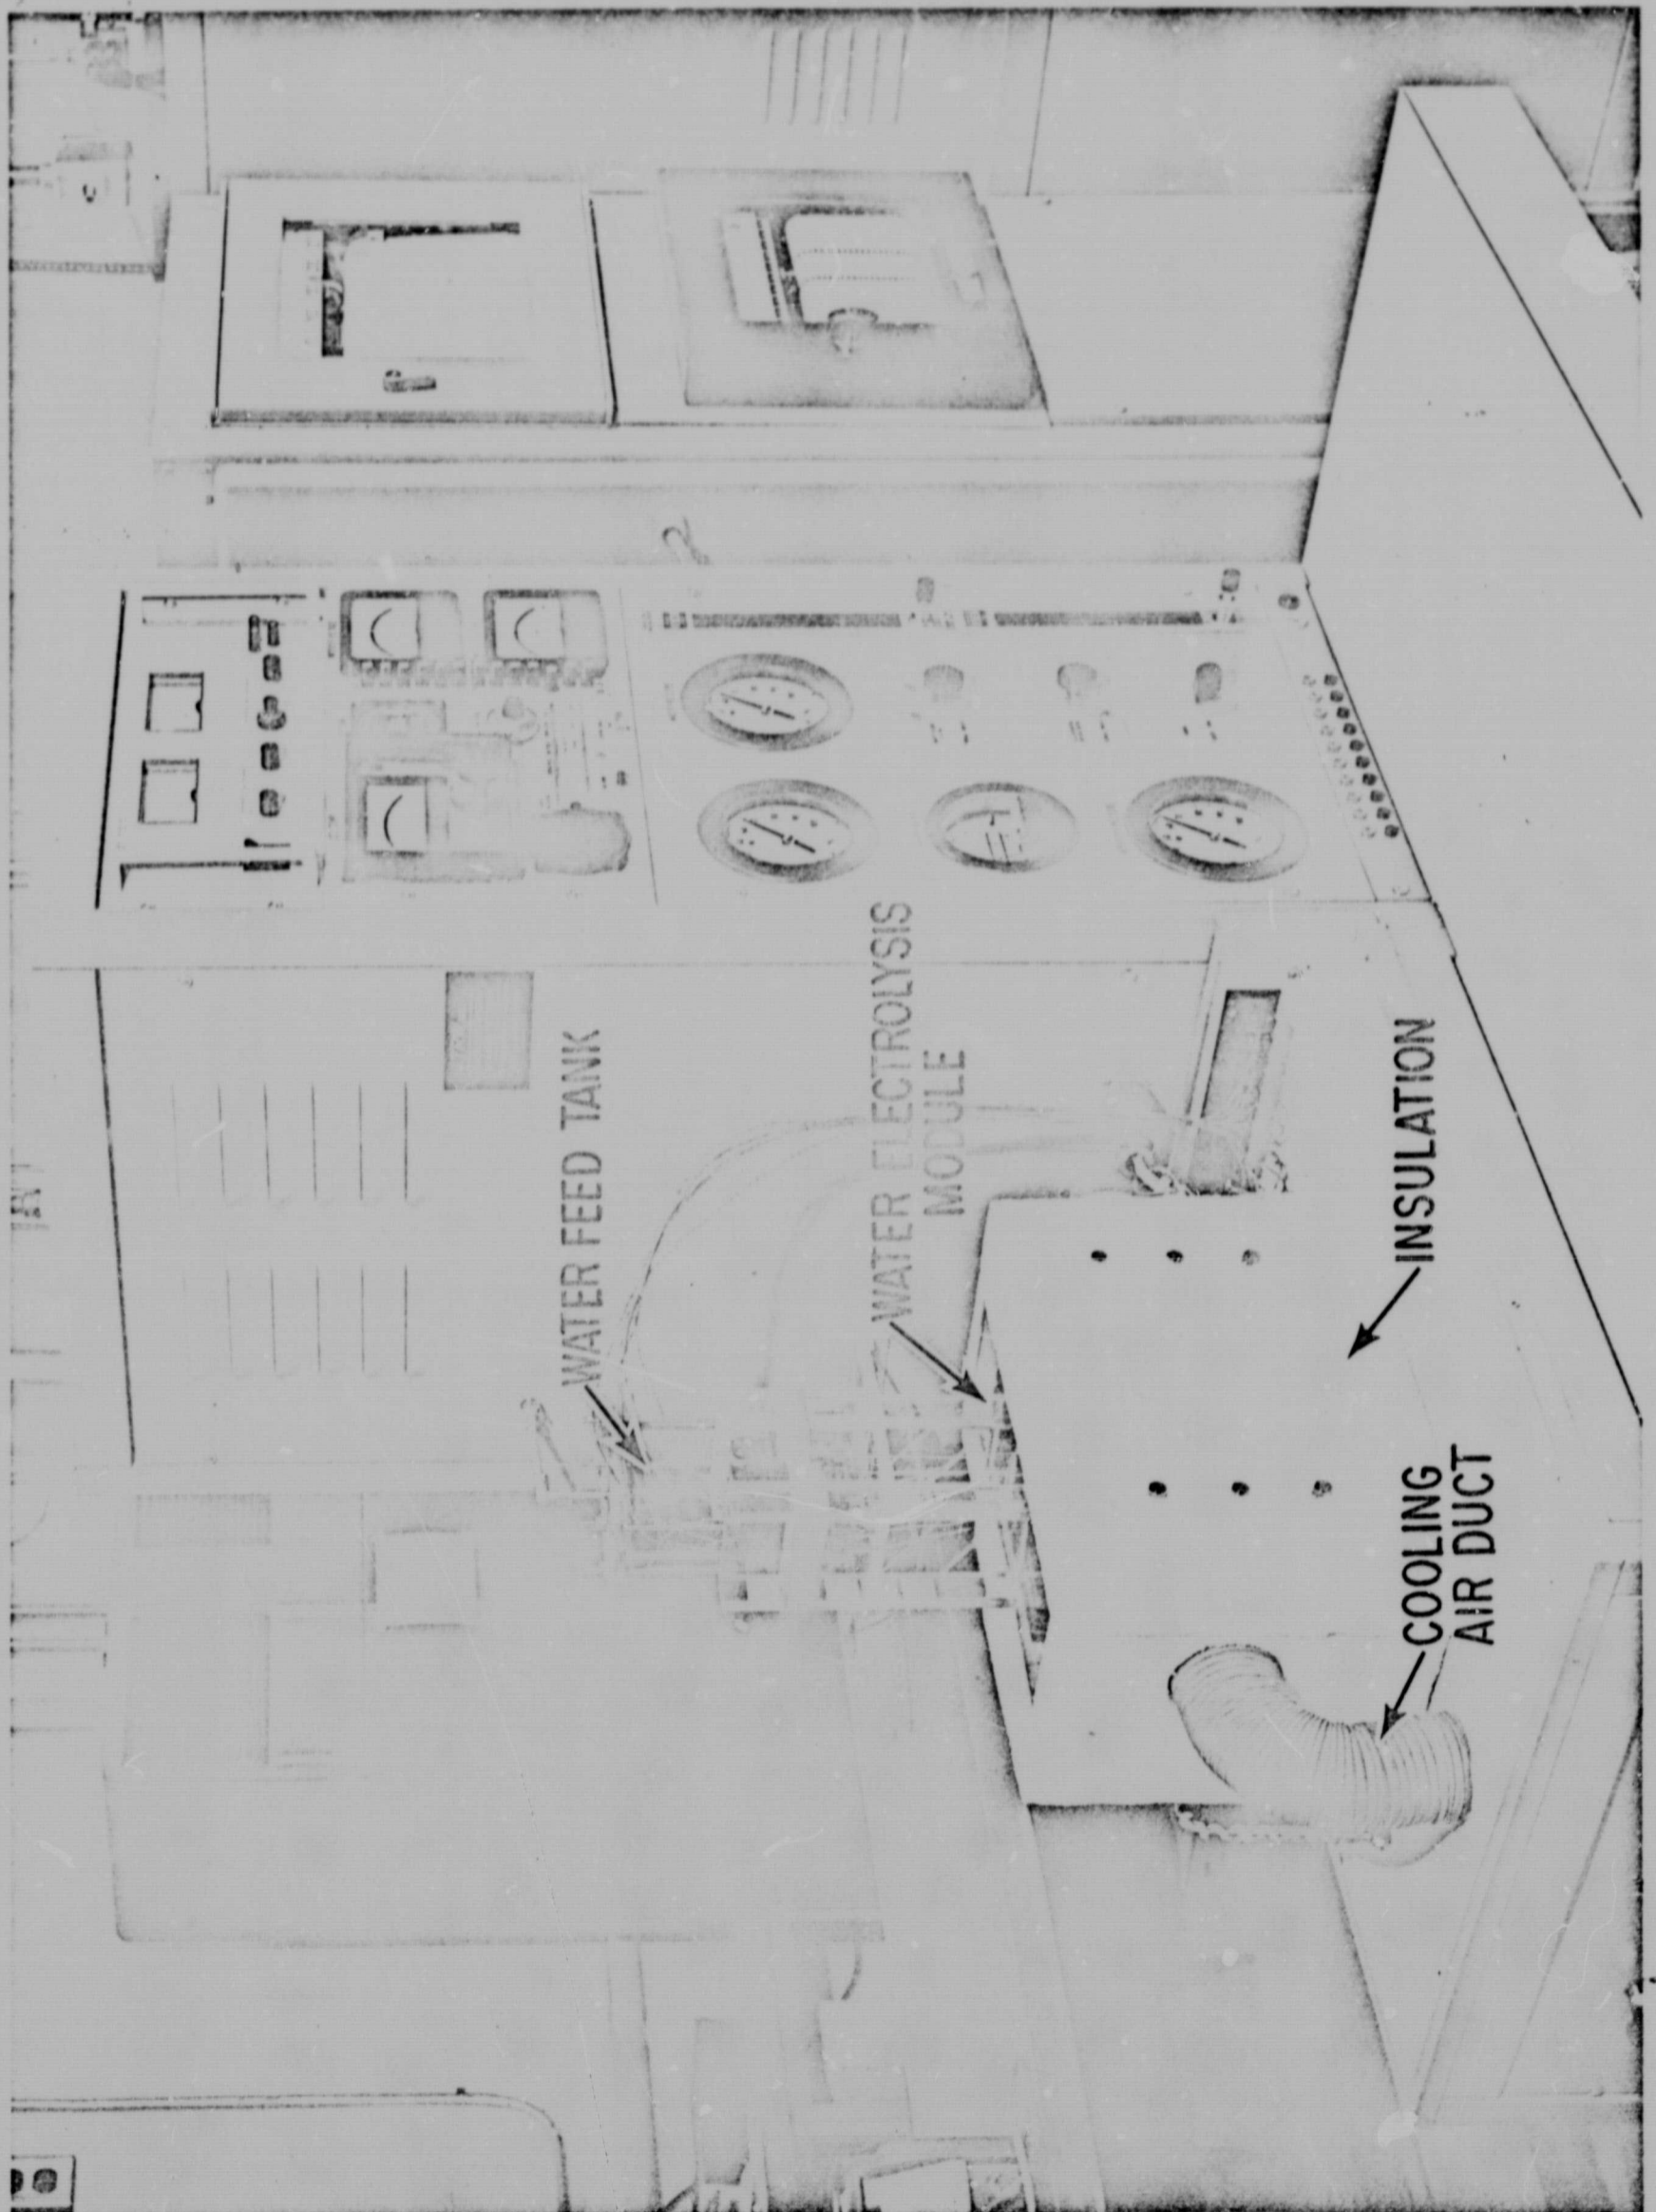 WATER FEED TANK
WATER ELECTROLYSIS
MODULE
INSULATION
COOLING
AIR DUCT